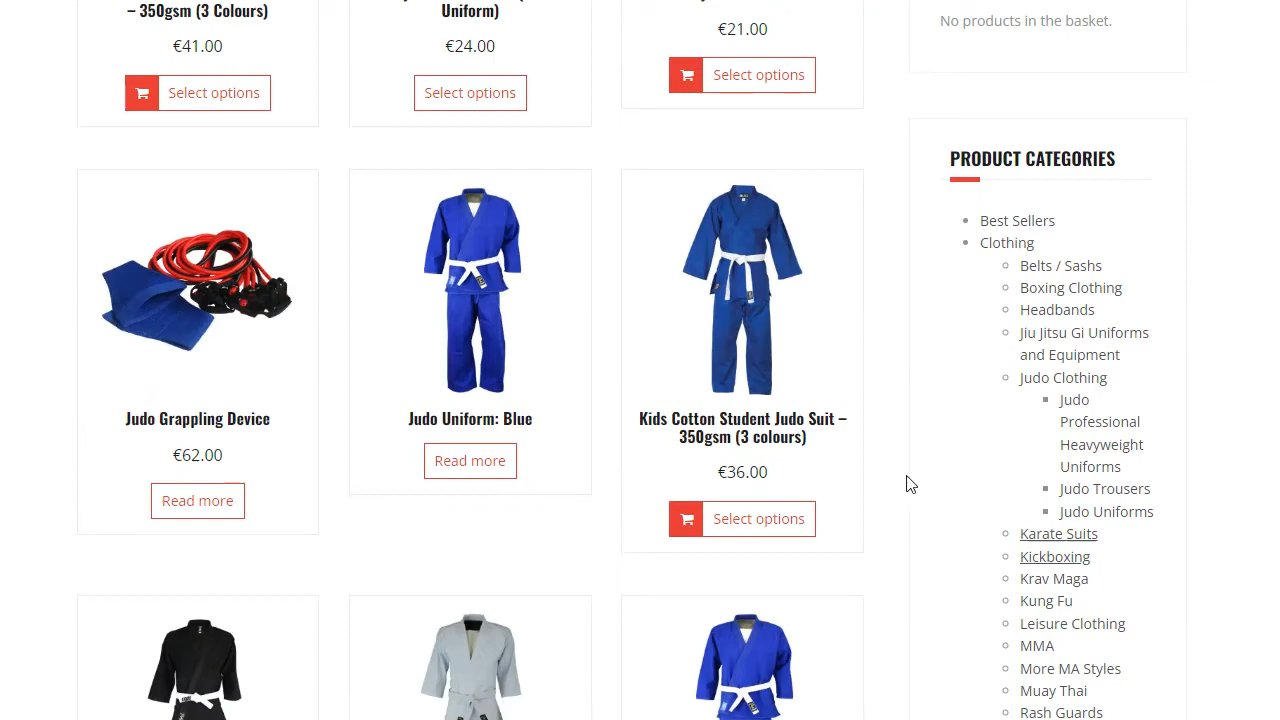 – 350gsm (3 Colours)
€41.00
Select options
Uniform)
€24.00
Select options
€21.00
Select options
Judo Grappling Device
€62.00
Read more
Judo Uniform: Blue
Read more
Kids Cotton Student Judo Suit –
350gsm (3 colours)
€36.00
Select options
No products in the basket.
PRODUCT CATEGORIES
Best Sellers
Clothing
Belts / Sashs
Boxing Clothing
Headbands
Jiu Jitsu Gi Uniforms
and Equipment
Judo Clothing
Judo
Professional
Heavyweight
Uniforms
Judo Trousers
Judo Uniforms
Karate Suits
Kickboxing
Krav Maga
Kung Fu
Leisure Clothing
MMA
More MA Styles
Muay Thai
Rash Guards